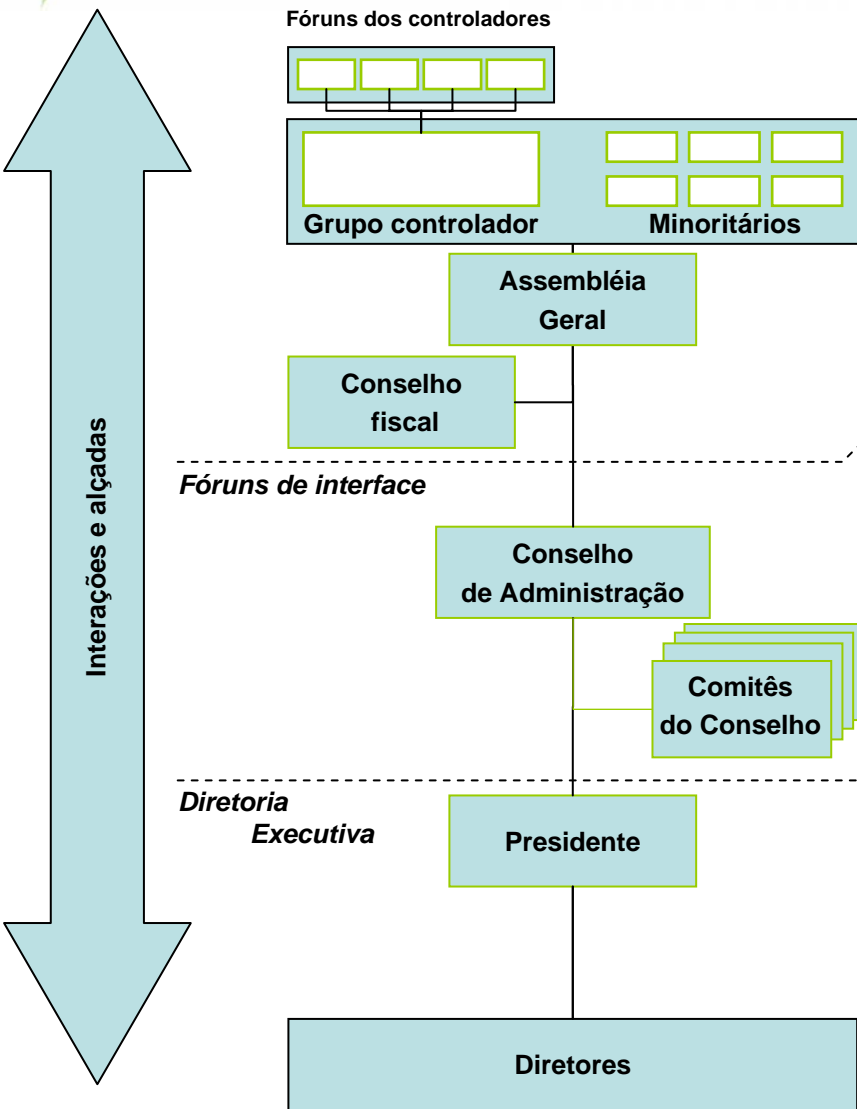 Fóruns dos controladores
Grupo controlador
Minoritários
Assembléia
Geral
Conselho
fiscal
Interações e alçadas
Fóruns de interface
Conselho
de Administração
Comitês
do Conselho
Diretoria
Executiva
Presidente
Diretores